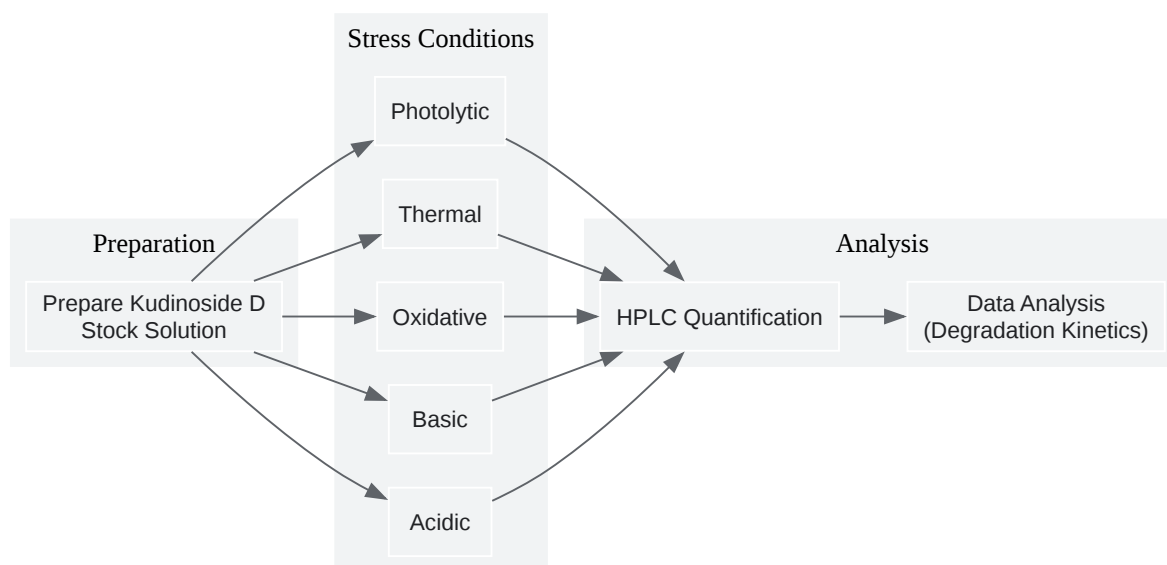 Stress Conditions
Photolytic
Thermal
Preparation
Prepare Kudinoside D
Stock Solution
Oxidative
Basic
Acidic
Analysis
HPLC Quantification
Data Analysis
(Degradation Kinetics)